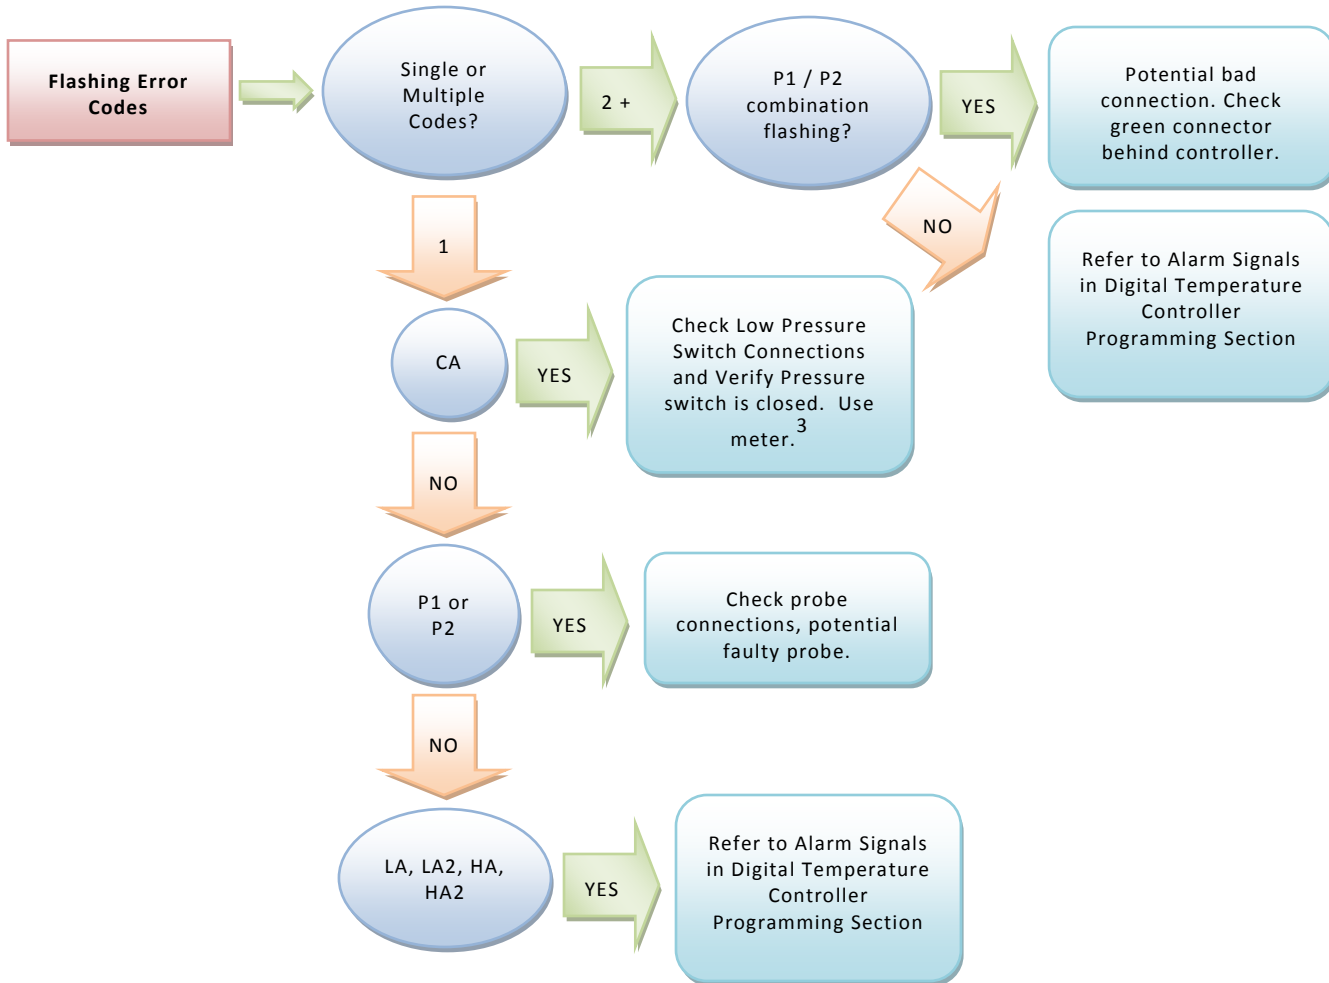 Flashing Error
Codes
Single or
Multiple
Codes?
2 +
P1 / P2
combination
flashing?
YES
Potential bad
connection. Check
green connector
behind controller.
NO
Refer to Alarm Signals
in Digital Temperature
Controller
Programming Section
1
CA
YES
Check Low Pressure
Switch Connections
and Verify Pressure
switch is closed. Use
meter.3
NO
P1 or
P2
YES
Check probe
connections, potential
faulty probe.
NO
LA, LA2, HA,
HA2
YES
Refer to Alarm Signals
in Digital Temperature
Controller
Programming Section